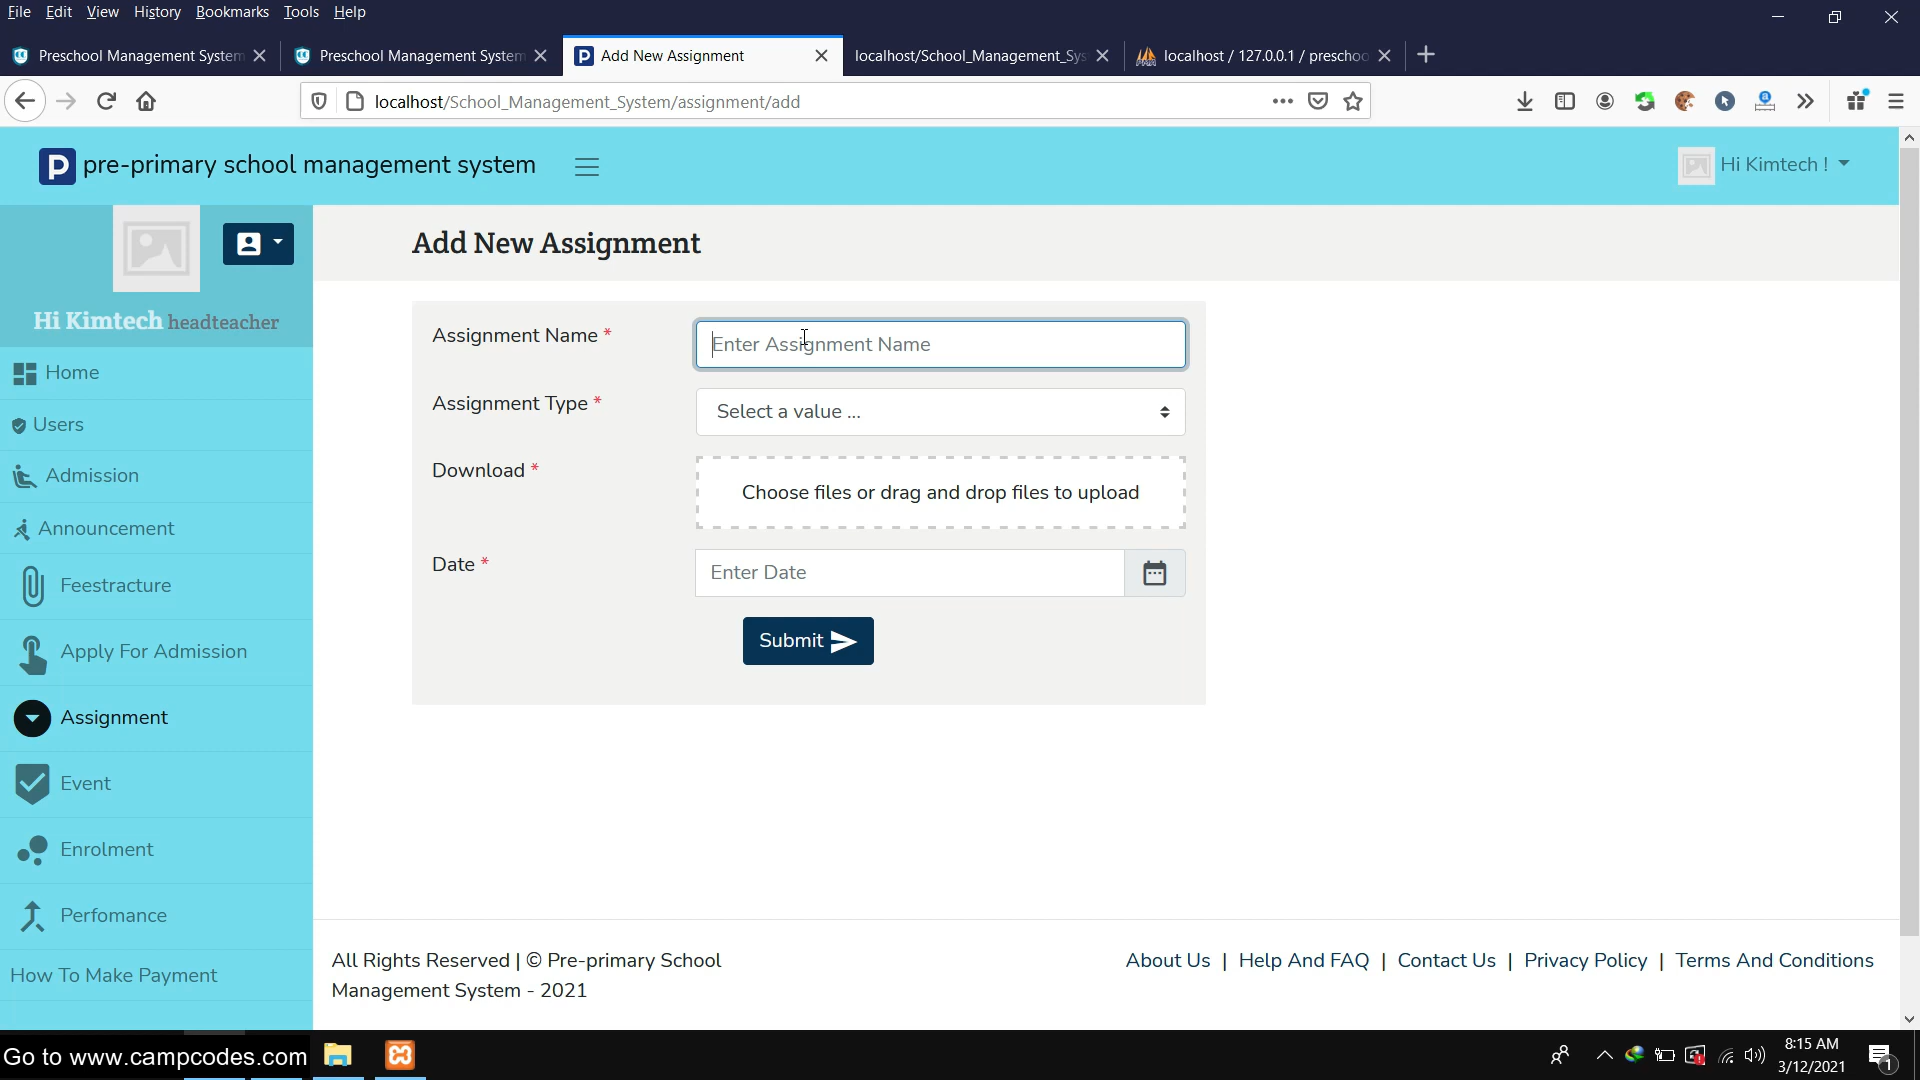 File Edit View History Bookmarks Tools Help
Preschool Management System
Preschool Management System
Add New Assignment
localhost/School_Management_Sys
localhost / 127.0.0.1 / preschoo
localhost/School_Management_System/assignment/add
P pre-primary school management system
Hi Kimtech !
Hi Kimtech headteacher
Home
Users
Admission
Announcement
Feestracture
Apply For Admission
Assignment
Event
Enrolment
Perfomance
How To Make Payment
Add New Assignment
Assignment Name *
Enter Assignment Name
Assignment Type *
Select a value ...
Download *
Choose files or drag and drop files to upload
Date *
Enter Date
Submit
All Rights Reserved | © Pre-primary School
Management System - 2021
About Us | Help And FAQ | Contact Us | Privacy Policy | Terms And Conditions
Go to www.campcodes.com
8:15 AM
3/12/2021
1